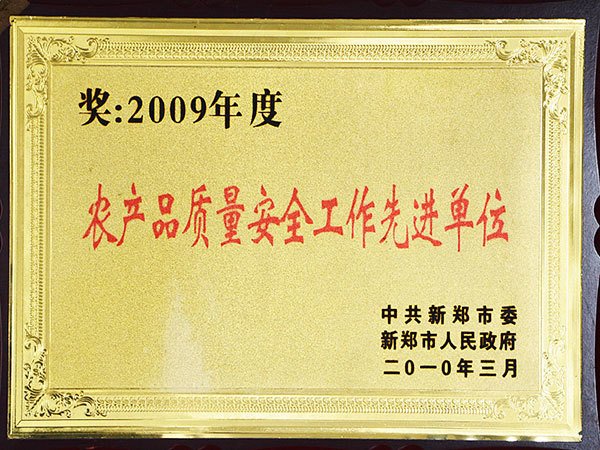 奖:2009年度
农产品质量安全工作先进单位
中共新郑市委
新郑市人民政府
二〇一〇年三月